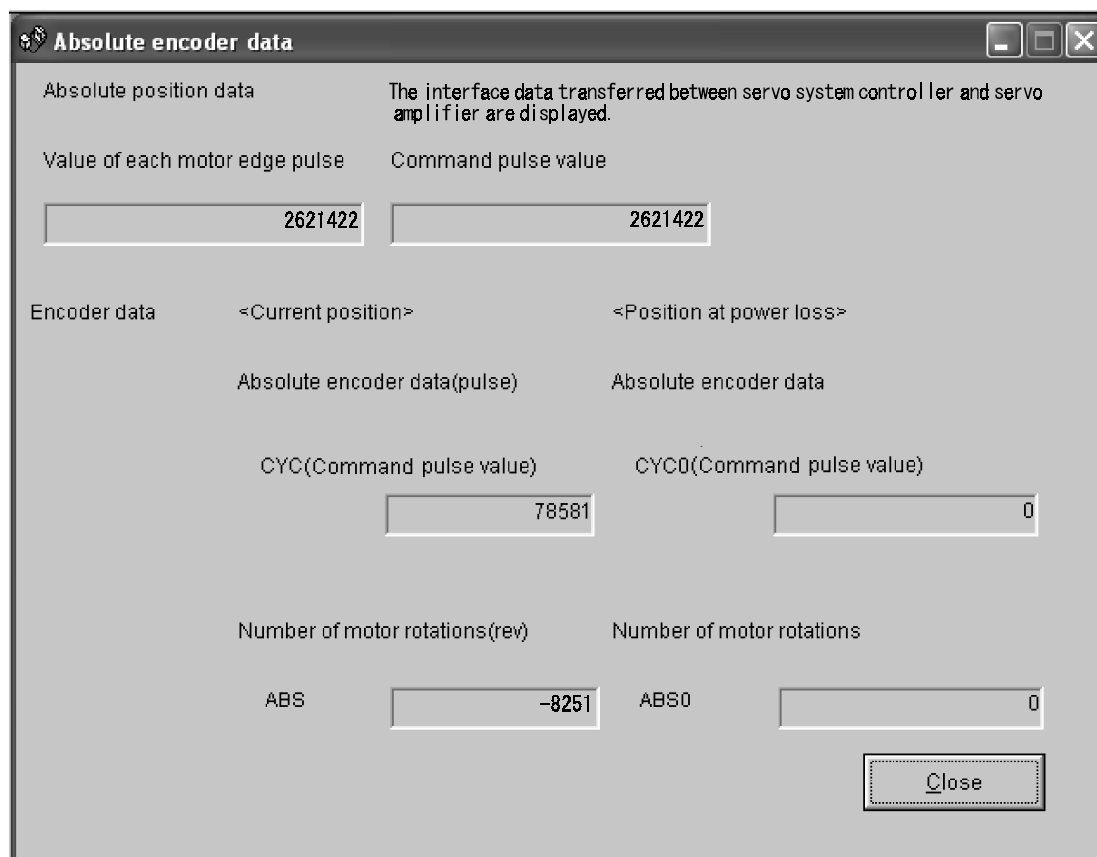 Absolute encoder data
Absolute position data
The interface data transferred between servo system controller and servo
amplifier are displayed.
Value of each motor edge pulse
Command pulse value
2621422
2621422
Encoder data
<Current position>
<Position at power loss>
Absolute encoder data(pulse)
Absolute encoder data
CYC(Command pulse value)
CYC0(Command pulse value)
78581
0
Number of motor rotations(rev)
Number of motor rotations
ABS
-8251
ABS0
0
Close